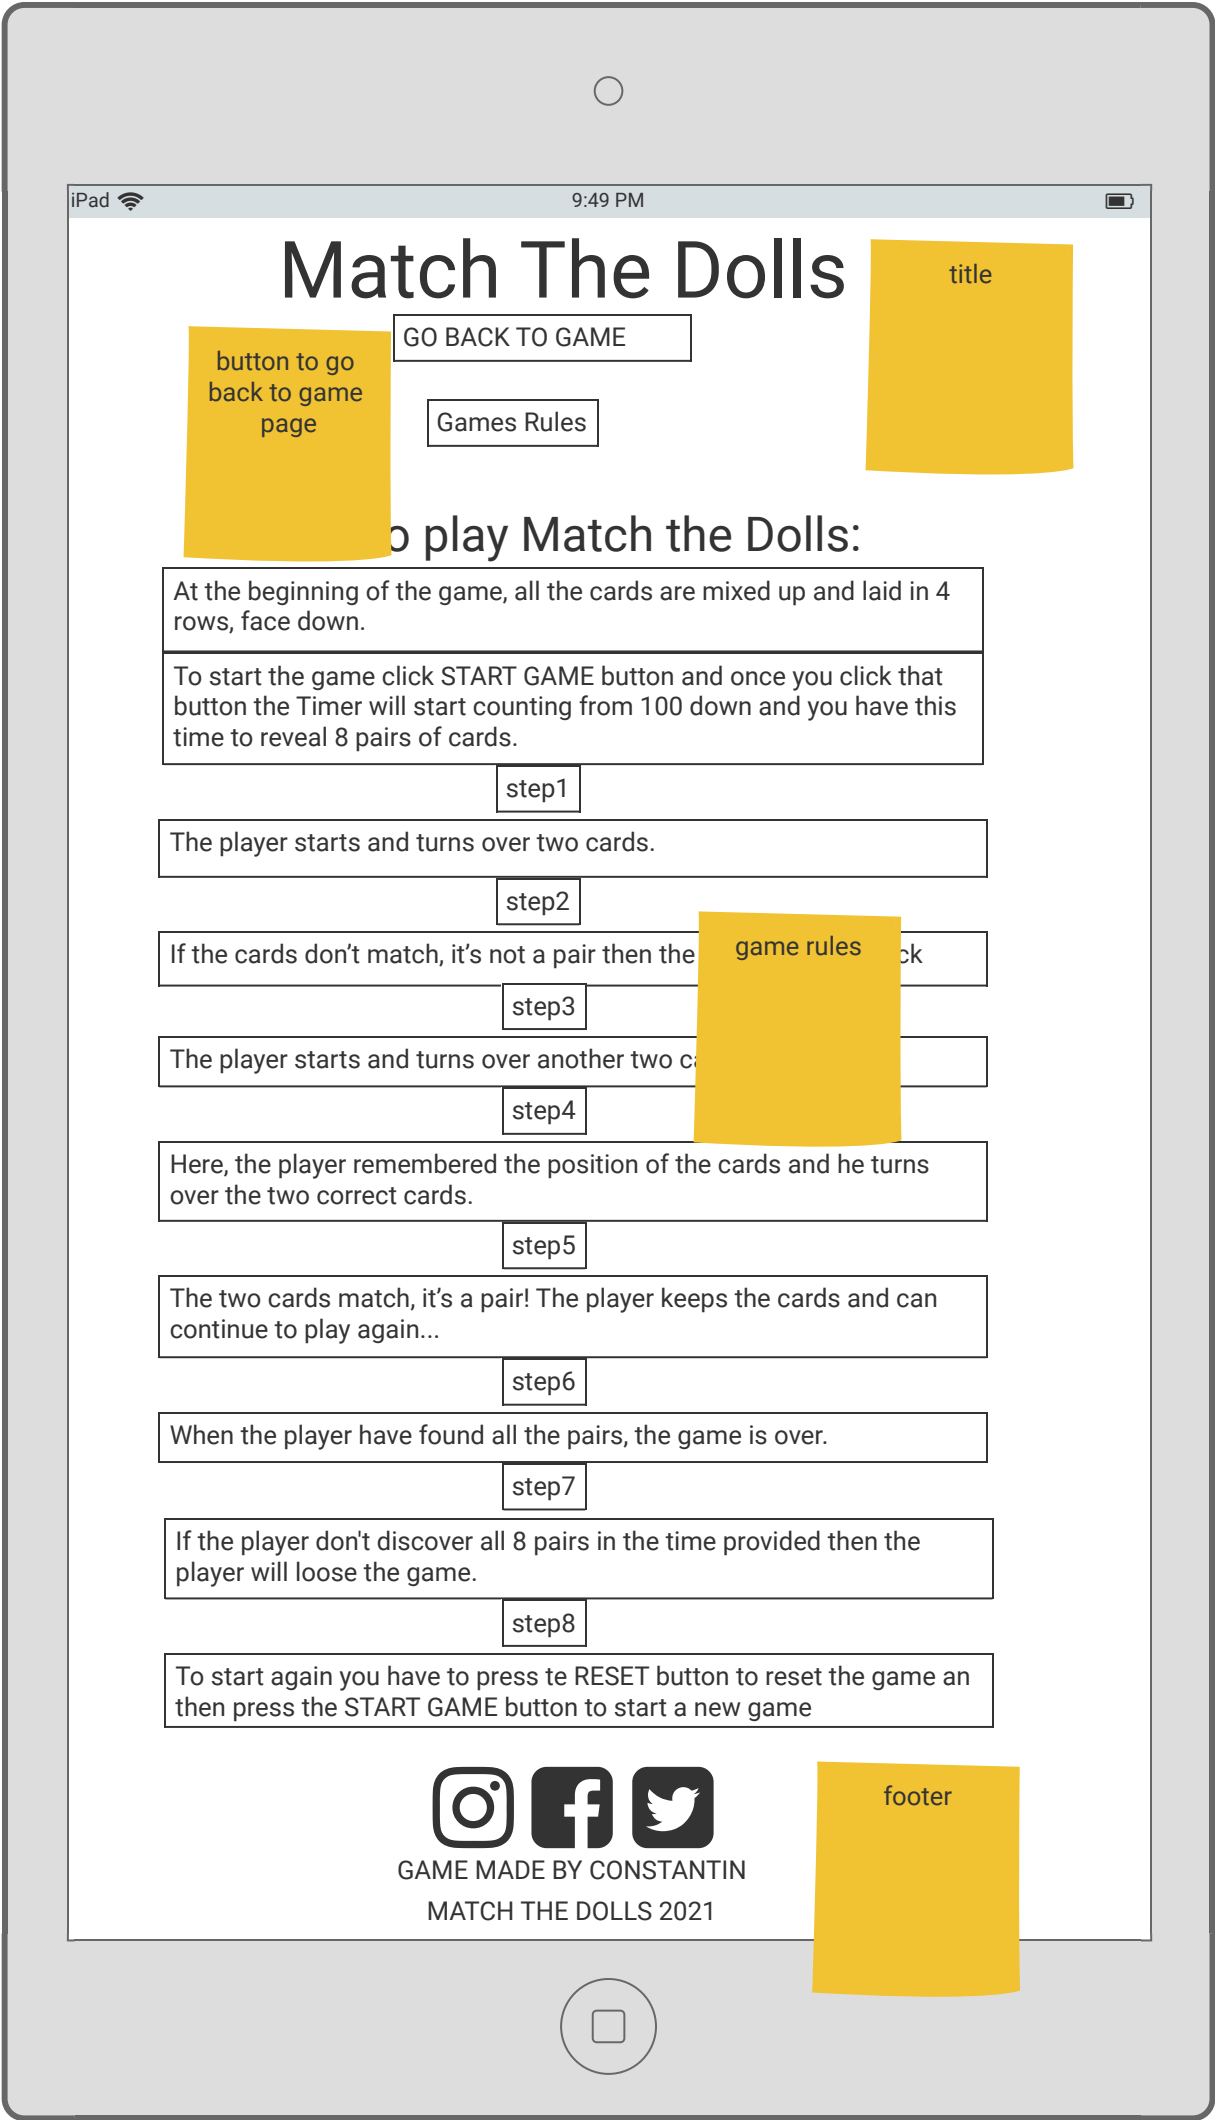 iPad
9:49 PM
Match The Dolls
title
GO BACK TO GAME
button to go
back to game
page
Games Rules
play Match the Dolls:
At the beginning of the game, all the cards are mixed up and laid in 4
rows, face down.
To start the game click START GAME button and once you click that
button the Timer will start counting from 100 down and you have this
time to reveal 8 pairs of cards.
step1
The player starts and turns over two cards.
step2
If the cards don’t match, it’s not a pair then the
game rules
step3
The player starts and turns over another two
step4
Here, the player remembered the position of the cards and he turns
over the two correct cards.
step5
The two cards match, it’s a pair! The player keeps the cards and can
continue to play again...
step6
When the player have found all the pairs, the game is over.
step7
If the player don't discover all 8 pairs in the time provided then the
player will loose the game.
step8
To start again you have to press te RESET button to reset the game an
then press the START GAME button to start a new game
footer
GAME MADE BY CONSTANTIN
MATCH THE DOLLS 2021